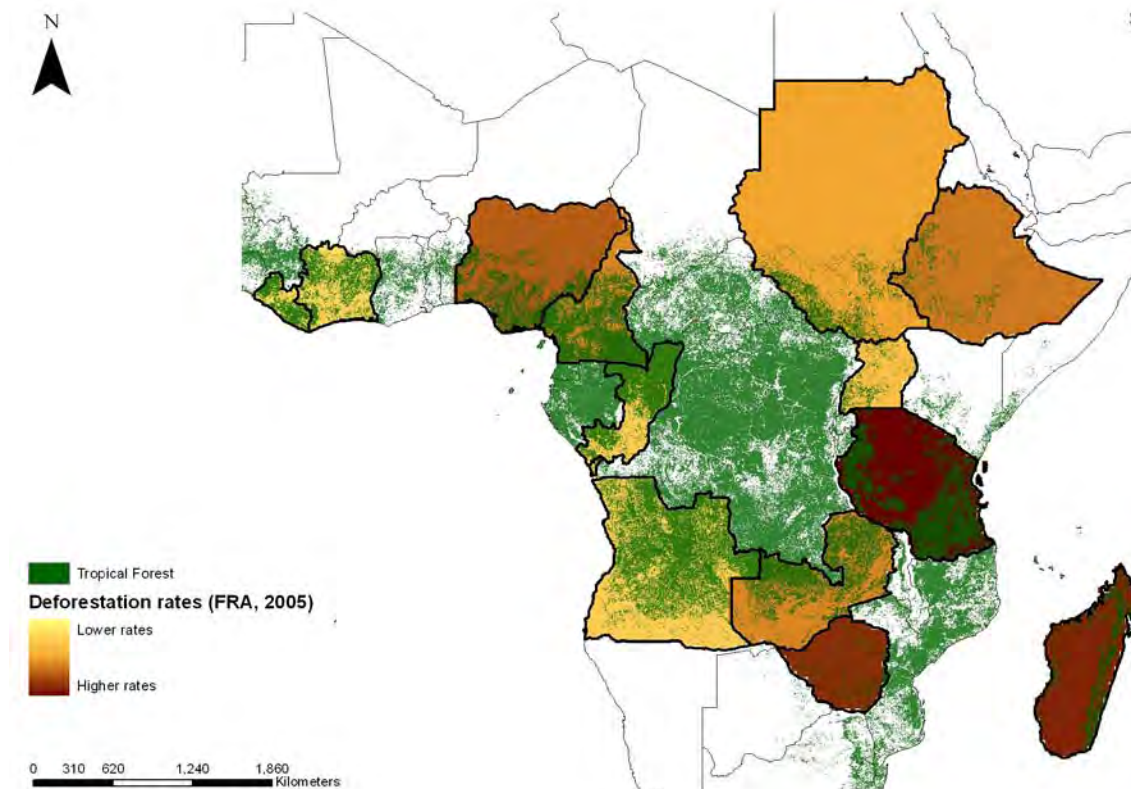 N
Tropical Forest
Deforestation rates (FRA, 2005)
Lower rates
Higher rates
0 310 620 1,240 1,860
Kilometers